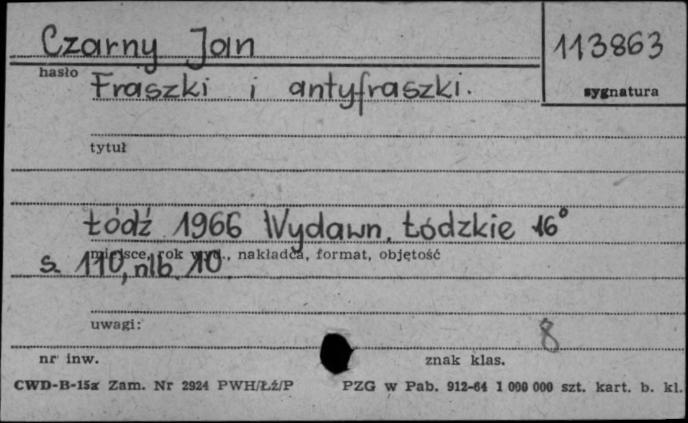 Czarny Jan
113863
hasło
sygnatura
Fraszki i antyfraszki.
tytuł
Łódź 1966 Wydawn. Łódzkie 16°
miejsce, rok wyd., nakładca, format, objętość
s. 110, nlb 10
uwagi:
8
nr inw.
znak klas.
CWD-B-15a Zam. Nr 2924 PWH/Łź/P PZG w Pab. 912-64 1 000 000 szt. kart. b. kl.